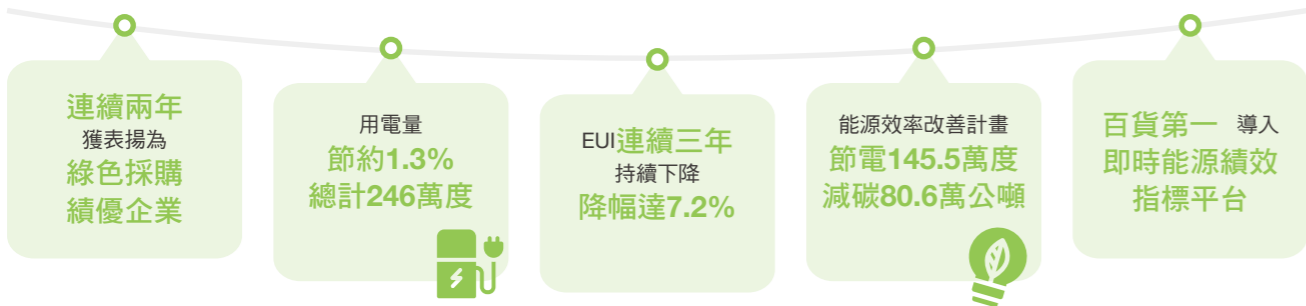 連續兩年
獲表揚為
綠色採購
績優企業
用電量
節約1.3%
總計246萬度
EUI連續三年
持續下降
降幅達7.2%
能源效率改善計畫
節電145.5萬度
減碳80.6萬公噸
百貨第一 導入
即時能源績效
指標平台